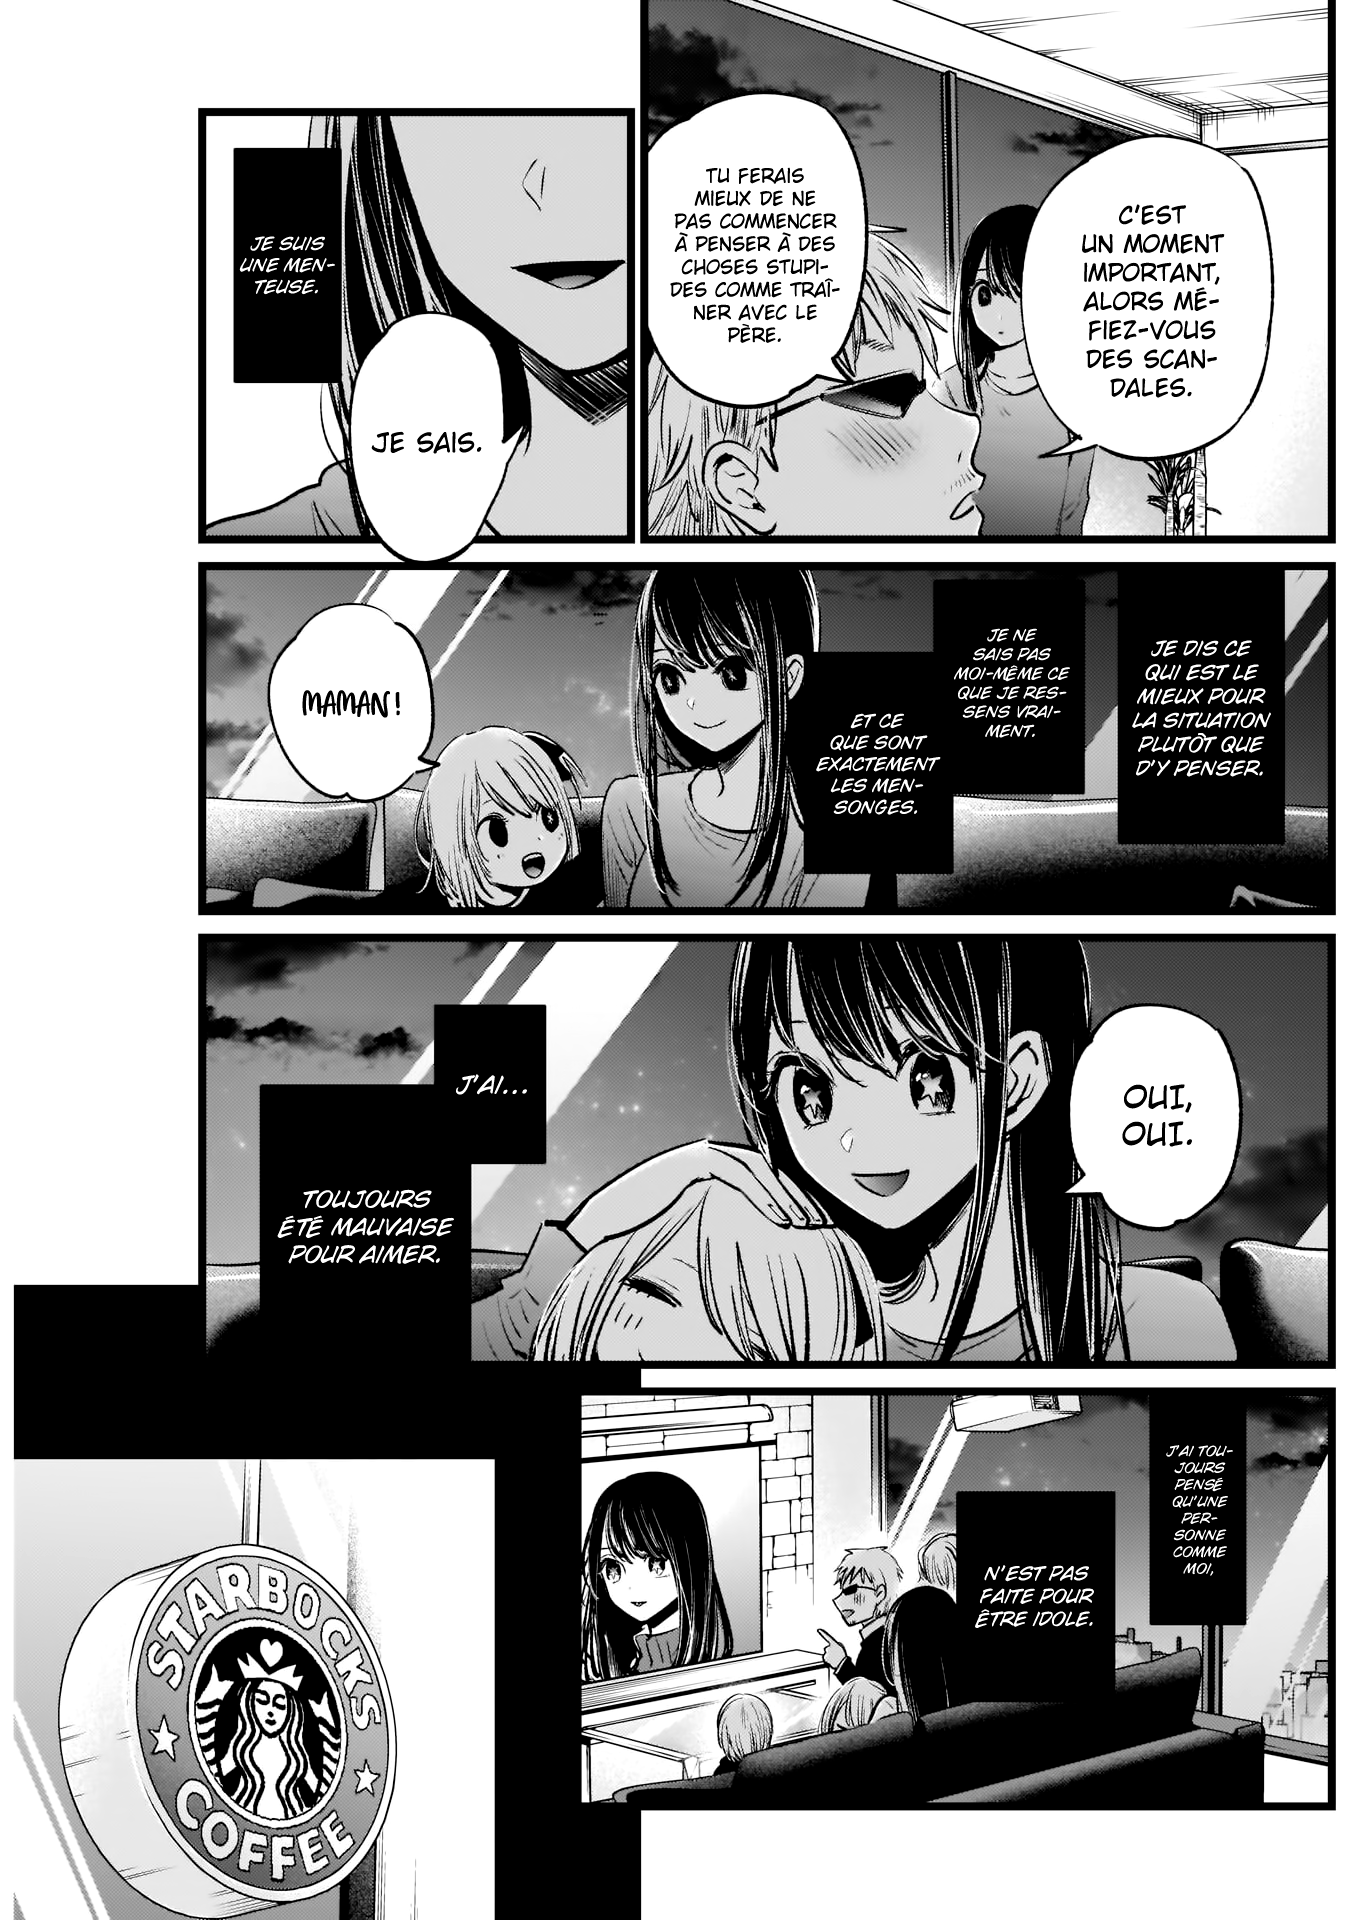 C'EST
UN MOMENT
IMPORTANT,
ALORS MÉ-
FIEZ-VOUS
DES SCAN-
DALES.
TU FERAIS
MIEUX DE NE
PAS COMMENCER
À PENSER À DES
CHOSES STUPI-
DES COMME TRAÎ-
NER AVEC LE
PÈRE.
JE SUIS
UNE MEN-
TEUSE.
JE SAIS.
JE DIS CE
QUI EST LE
MIEUX POUR
LA SITUATION
PLUTÔT QUE
D'Y PENSER.
JE NE
SAIS PAS
MOI-MÊME CE
QUE JE RES-
SENS VRAI-
MENT.
ET CE
QUE SONT
EXACTEMENT
LES MEN-
SONGES.
MAMAN!
OUI,
OUI.
J'AI...
TOUJOURS
ÉTÉ MAUVAISE
POUR AIMER.
J'AI TOU-
JOURS
PENSÉ
QU'UNE
PER-
SONNE
COMME
MOI,
N'EST PAS
FAITE POUR
ÊTRE IDOLE.
STARBOCKS
COFFEE